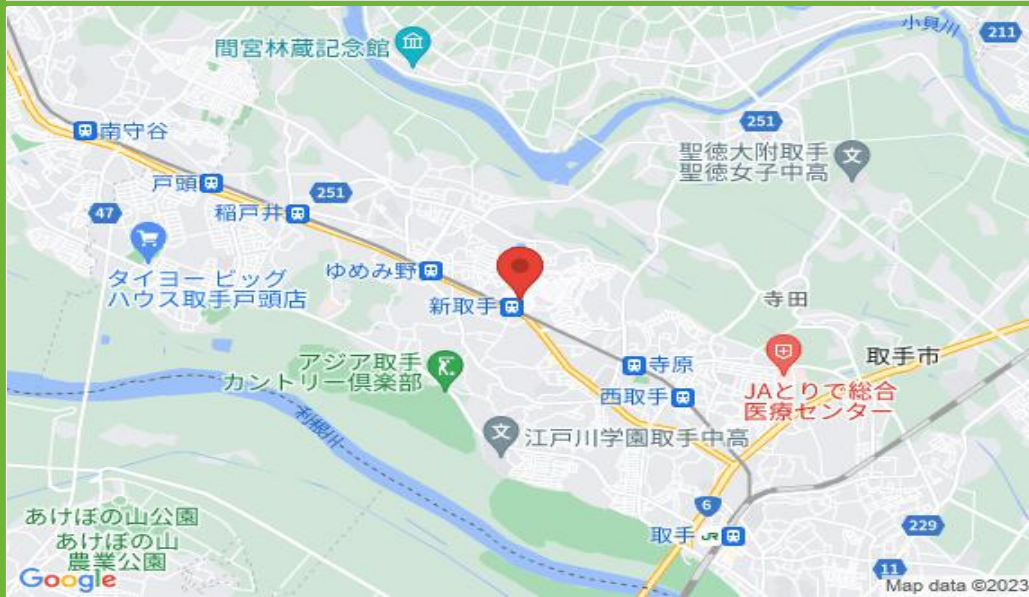 小貝川
211
間宮林蔵記念館
251
南守谷
聖徳大附取手
聖徳女子中高
戸頭
251
47
稲戸井
タイヨー ビッグ
ハウス取手戸頭店
ゆめみ野
新取手
寺田
アジア取手
カントリー倶楽部
寺原
取手市
西取手
JAとりで総合
医療センター
利根川
江戸川学園取手中高
6
あけぼの山公園
あけぼの山
農業公園
229
取手
JR
11
Google
Map data ©2023